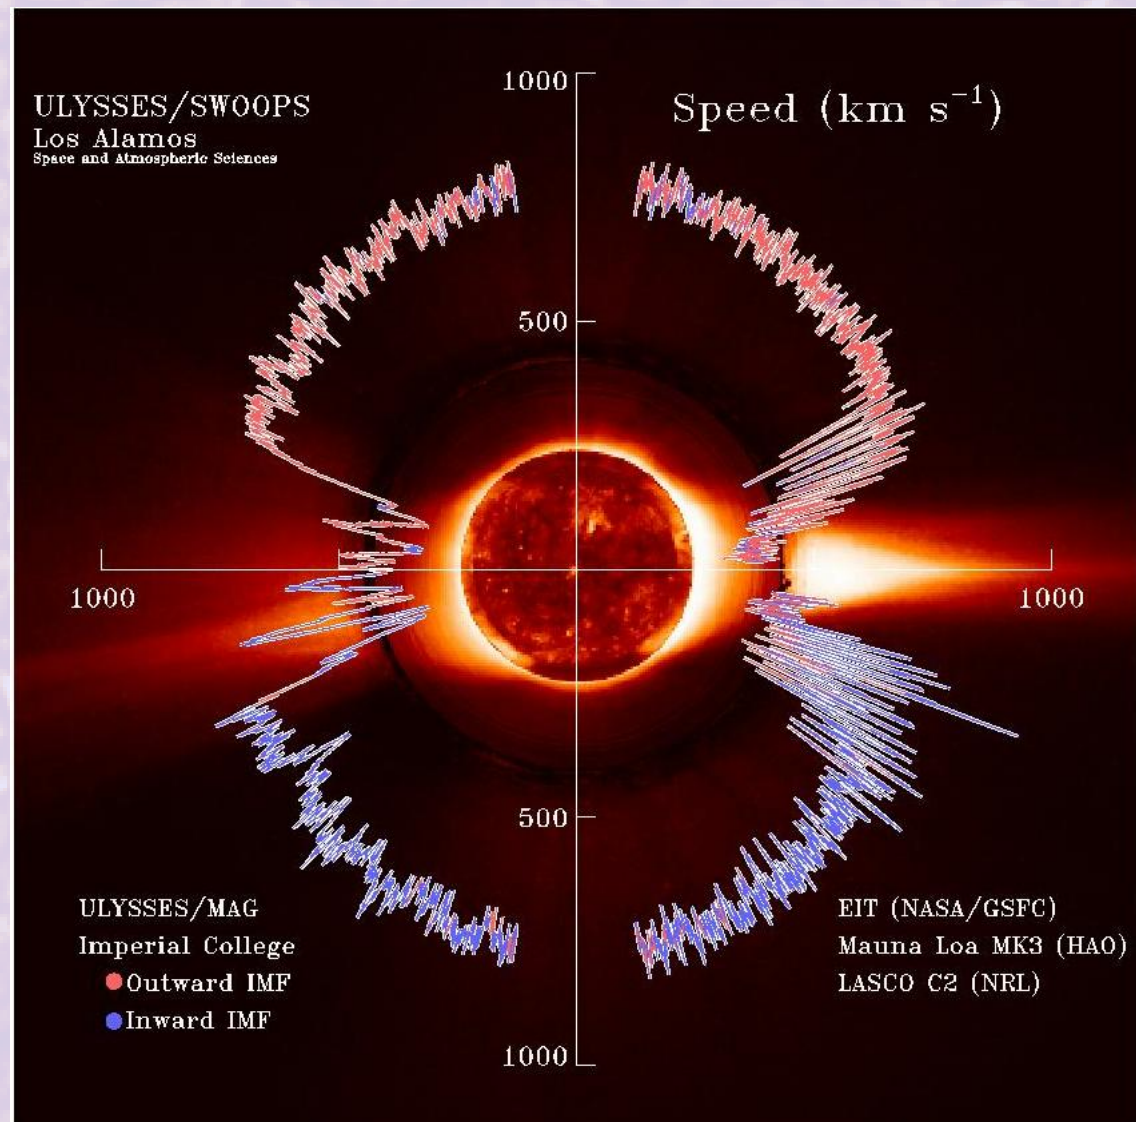 ULYSSES/SWOOPS
Los Alamos
Space and Atmospheric Sciences
Speed (km s⁻¹)
1000
500
1000
1000
500
1000
ULYSSES/MAG
Imperial College
Outward IMF
Inward IMF
EIT (NASA/GSFC)
Mauna Loa MK3 (HAO)
LASCO C2 (NRL)